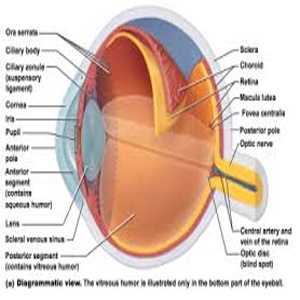 Ora serrata
Ciliary body
Ciliary zonule
(suspensory
ligament)
Cornea
Iris
Pupil
Anterior
pole
Anterior
segment
(contains
aqueous humor)
Lens
Scleral venous sinus
Posterior segment
(contains vitreous humor)
Sclera
Choroid
Retina
Macula lutea
Fovea centralis
Posterior pole
Optic nerve
Central artery and
vein of the retina
Optic disc
(blind spot)
(a) Diagrammatic view. The vitreous humor is illustrated only in the bottom part of the eyeball.